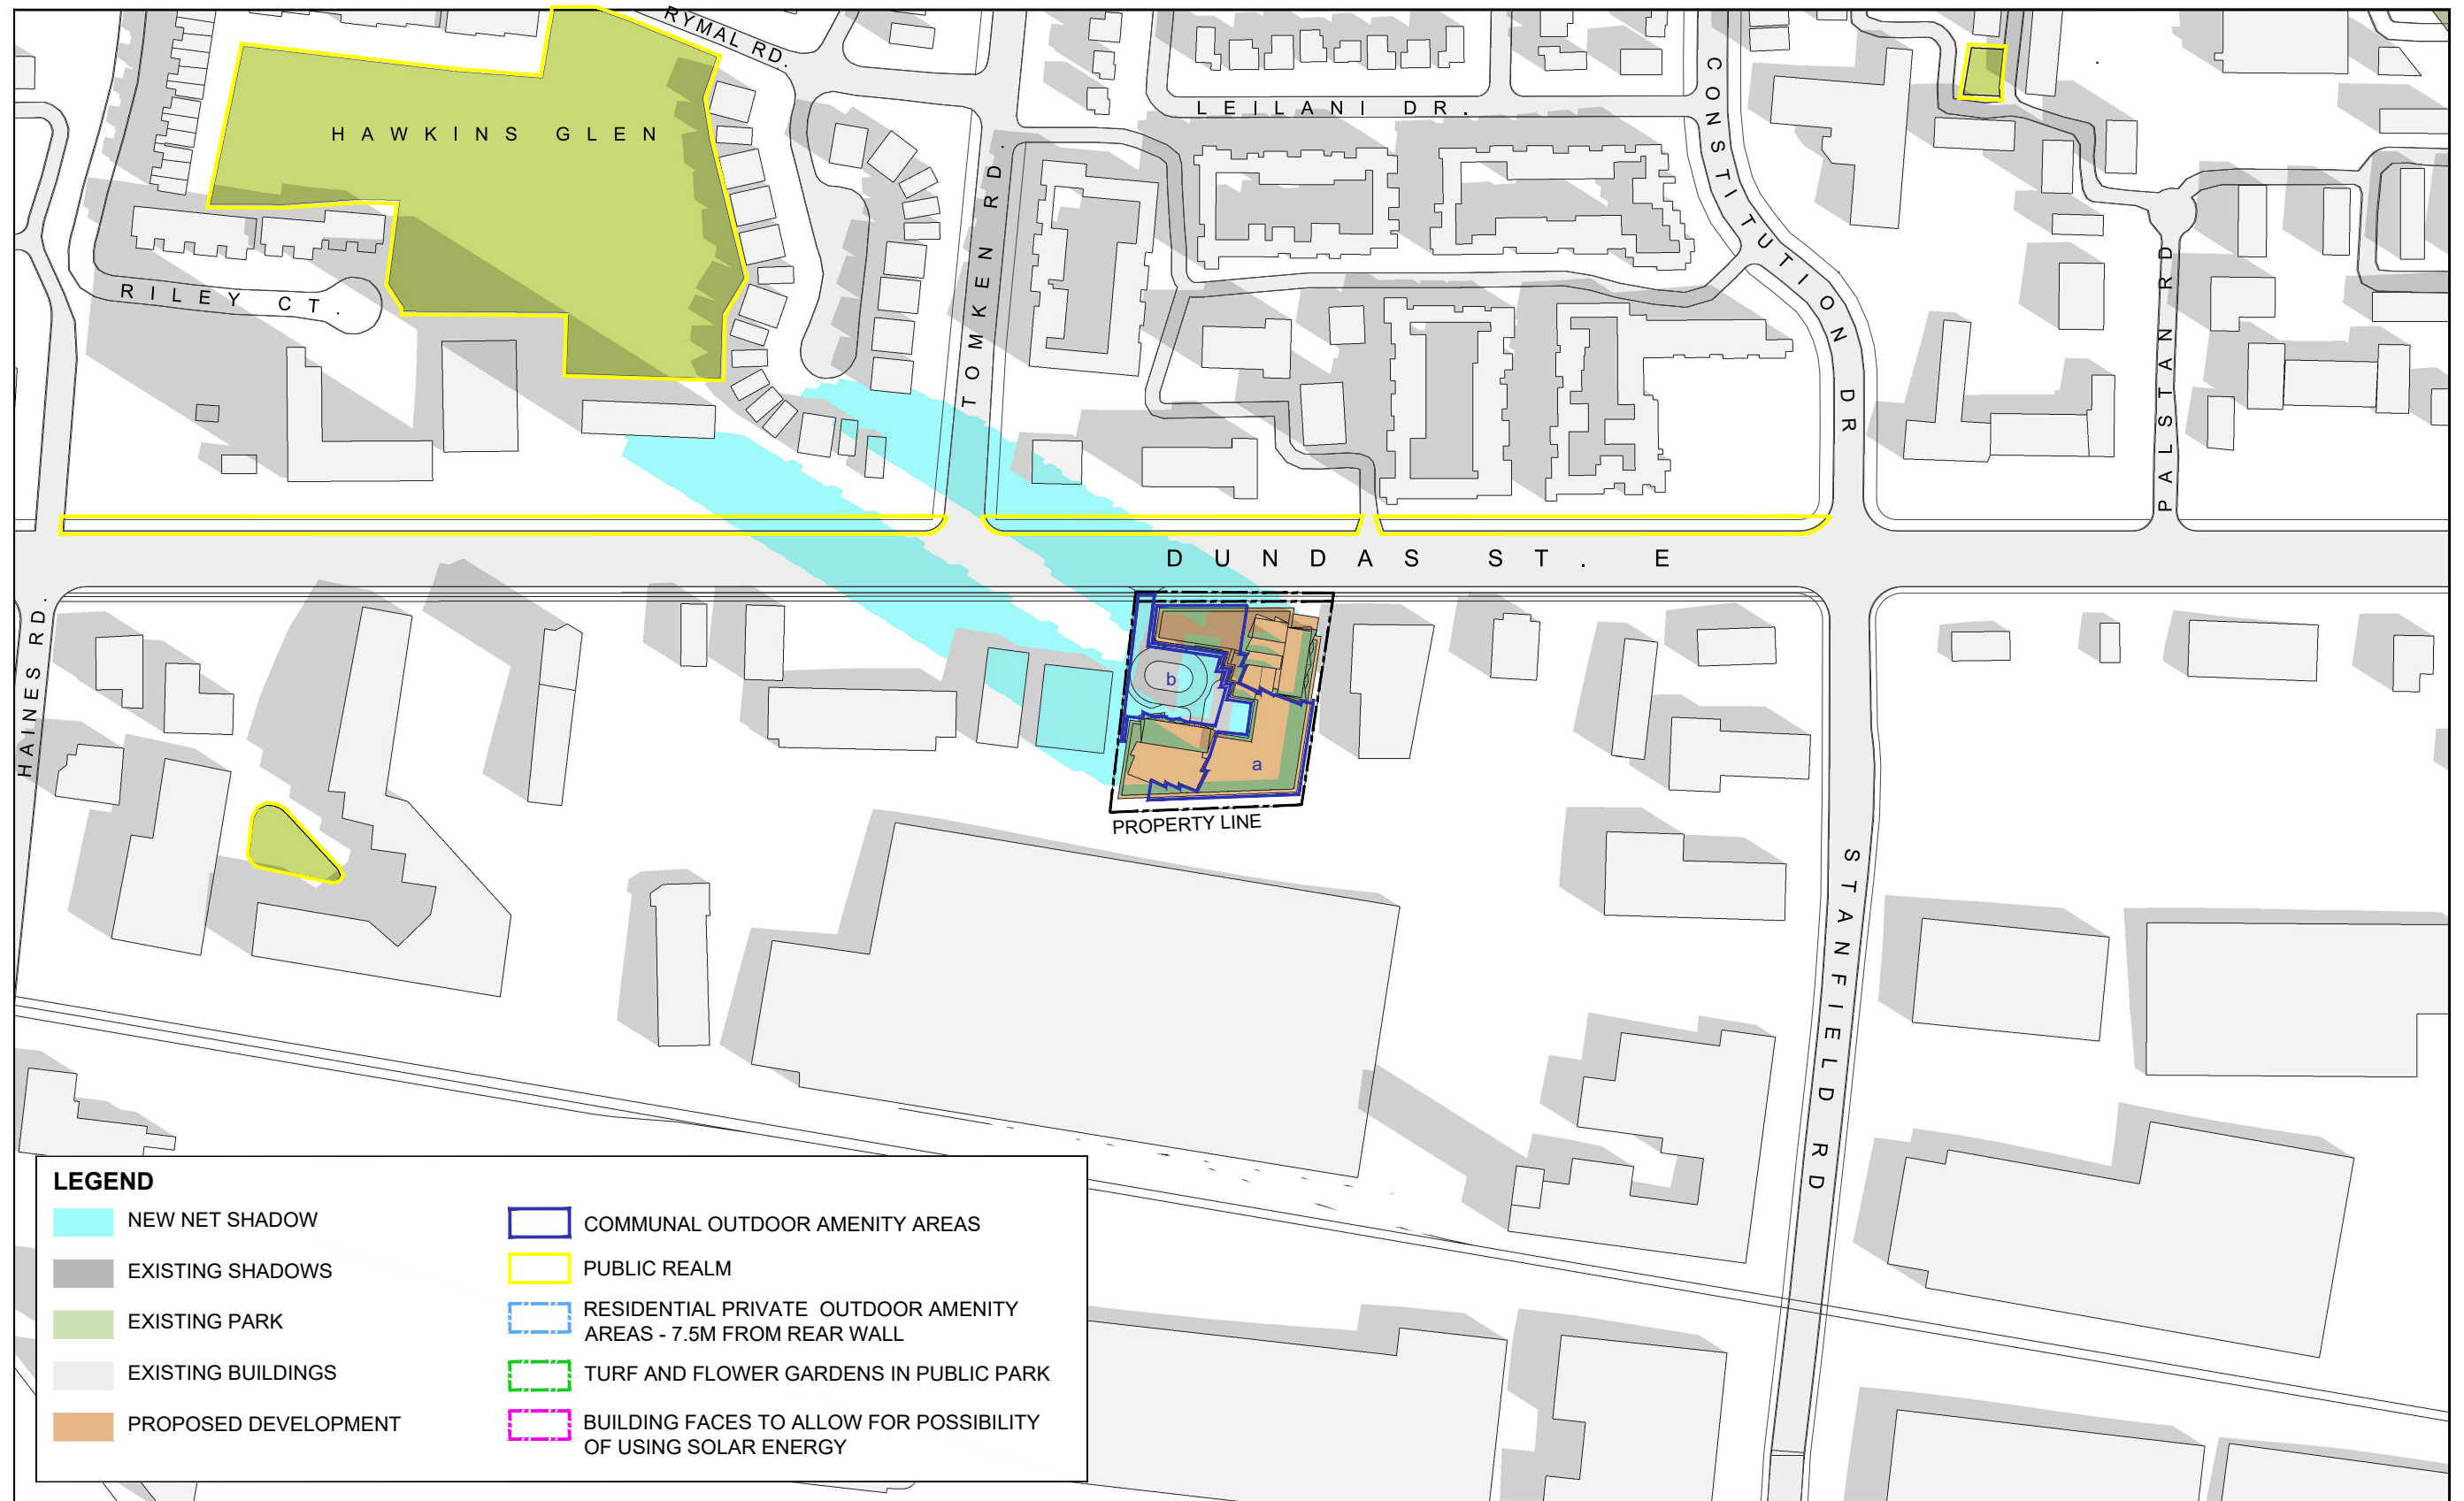 RYMAL RD.
HAWKINS GLEN
LEILANI DR.
CONSTITUTION DR
TOMKEN RD.
RILEY CT.
PALSTAN RD
DUNDAS ST. E
HAINES RD.
b
a
PROPERTY LINE
STANFIELD RD
LEGEND
NEW NET SHADOW
EXISTING SHADOWS
EXISTING PARK
EXISTING BUILDINGS
PROPOSED DEVELOPMENT
COMMUNAL OUTDOOR AMENITY AREAS
PUBLIC REALM
RESIDENTIAL PRIVATE OUTDOOR AMENITY
AREAS - 7.5M FROM REAR WALL
TURF AND FLOWER GARDENS IN PUBLIC PARK
BUILDING FACES TO ALLOW FOR POSSIBILITY
OF USING SOLAR ENERGY